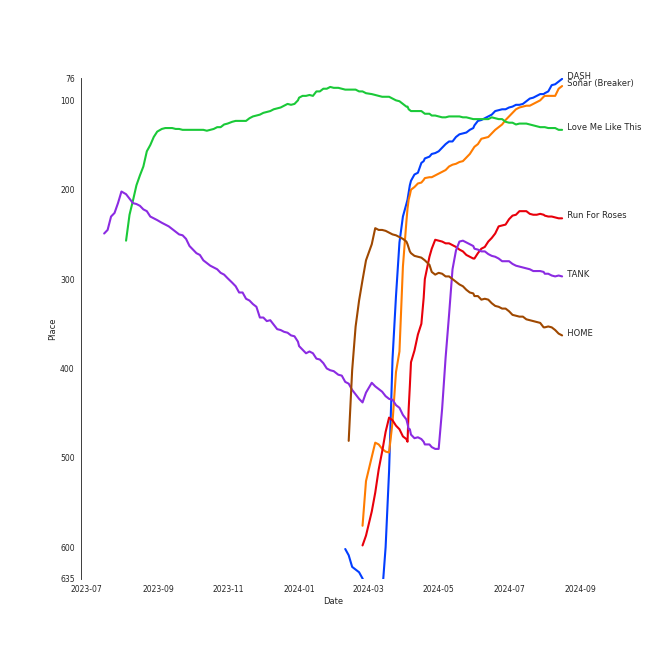 DASH
Sonar (Breaker)
Love Me Like This
Run For Roses
TANK
HOME
76
100
200
300
400
500
600
635
Place
2023-07 2023-09 2023-11 2024-01 2024-03 2024-05 2024-07 2024-09
Date